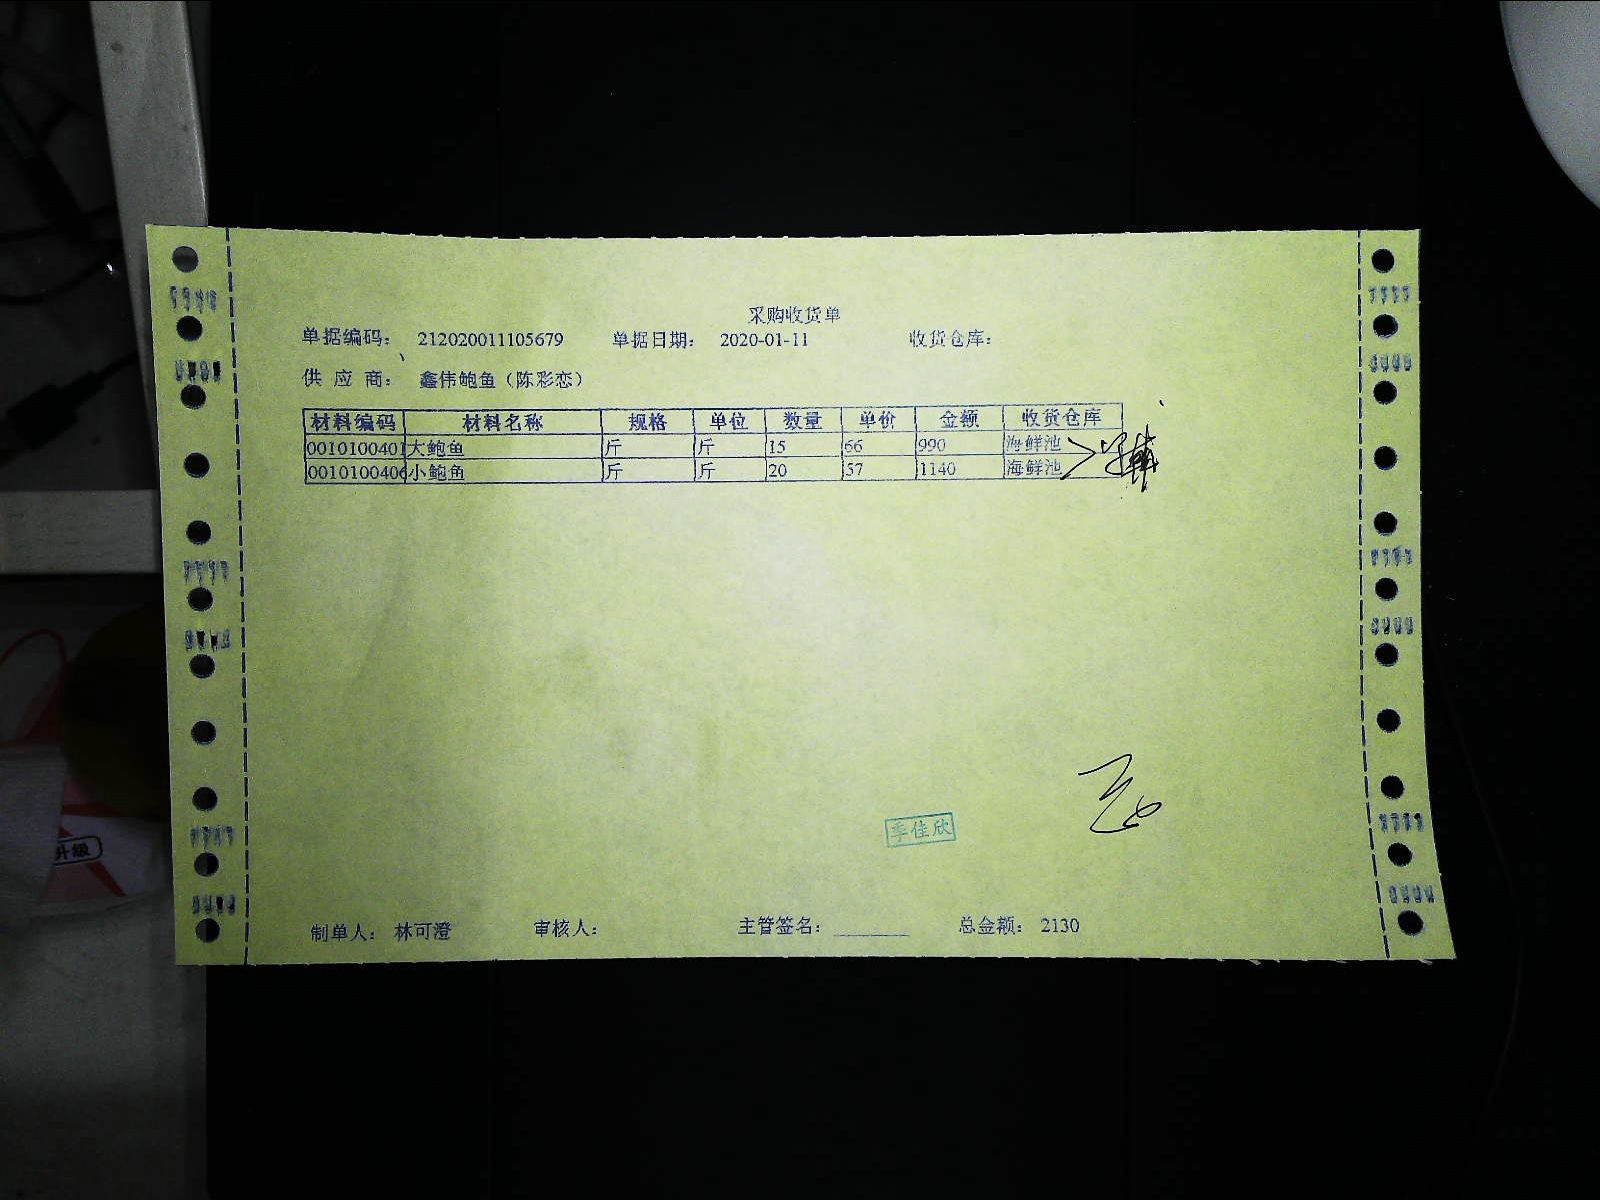 采购收货单
单据编码： 212020011105679 单据日期： 2020-01-11 收货仓库：
供 应 商： 鑫伟鲍鱼（陈彩恋）
材料编码 材料名称 规格 单位 数量 单价 金额 收货仓库
0010100401 大鲍鱼 斤 斤 15 66 990 海鲜池
0010100406 小鲍鱼 斤 斤 20 57 1140 海鲜池
季佳欣
制单人： 林可澄 审核人： 主管签名： 总金额： 2130
升級